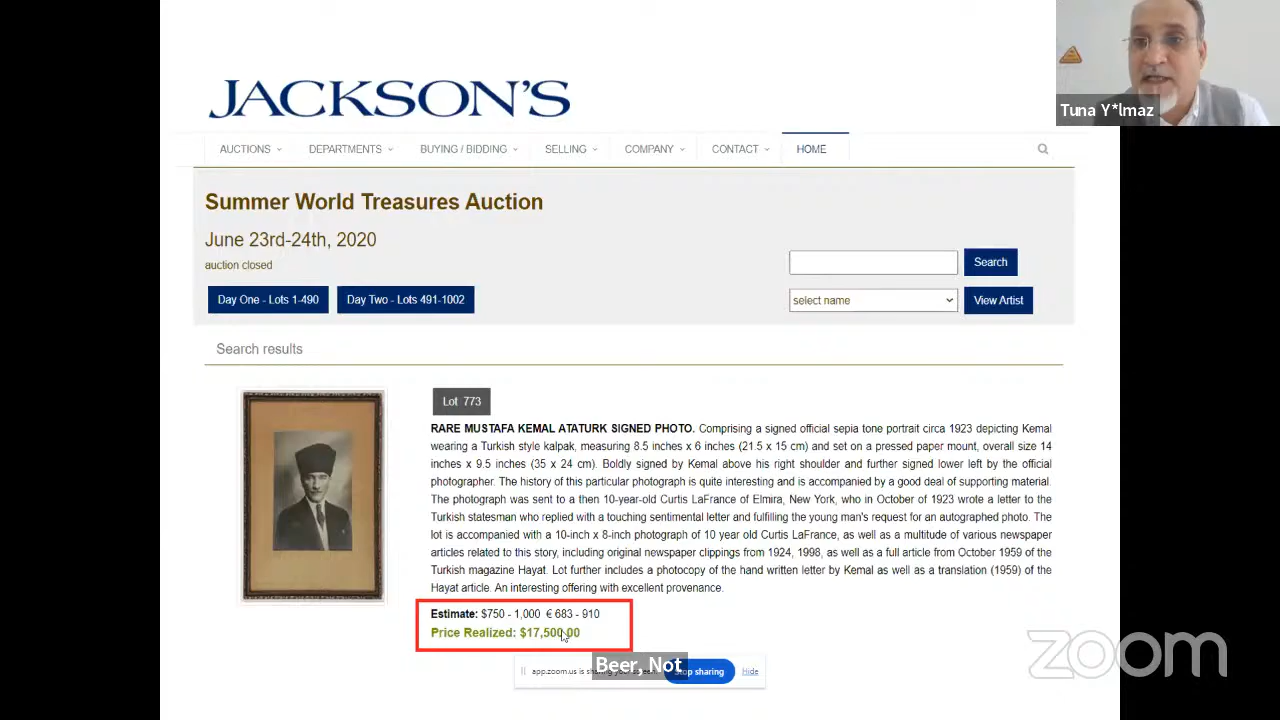 JACKSON'S
AUCTIONS
DEPARTMENTS
BUYING / BIDDING
SELLING
COMPANY
CONTACT
HOME
Summer World Treasures Auction
June 23rd-24th, 2020
auction closed
Search
Day One - Lots 1-490
Day Two - Lots 491-1002
select name
View Artist
Search results
Lot 773
RARE MUSTAFA KEMAL ATATURK SIGNED PHOTO. Comprising a signed official sepia tone portrait circa 1923 depicting Kemal
wearing a Turkish style kalpak, measuring 8.5 inches x 6 inches (21.5 x 15 cm) and set on a pressed paper mount, overall size 14
inches x 9.5 inches (35 x 24 cm). Boldly signed by Kemal above his right shoulder and further signed lower left by the official
photographer. The history of this particular photograph is quite interesting and is accompanied by a good deal of supporting material.
The photograph was sent to a then 10-year-old Curtis LaFrance of Elmira, New York, who in October of 1923 wrote a letter to the
Turkish statesman who replied with a touching sentimental letter and fulfilling the young man's request for an autographed photo. The
lot is accompanied with a 10-inch x 8-inch photograph of 10 year old Curtis LaFrance, as well as a multitude of various newspaper
articles related to this story, including original newspaper clippings from 1924, 1998, as well as a full article from October 1959 of the
Turkish magazine Hayat. Lot further includes a photocopy of the hand written letter by Kemal as well as a translation (1959) of the
Hayat article. An interesting offering with excellent provenance.
Estimate: $750 - 1,000 € 683 - 910
Price Realized: $17,500.00
Beer, Not
app.zoom.us is sharing your screen.
Stop sharing
Hide
Tuna Y*lmaz
zoom